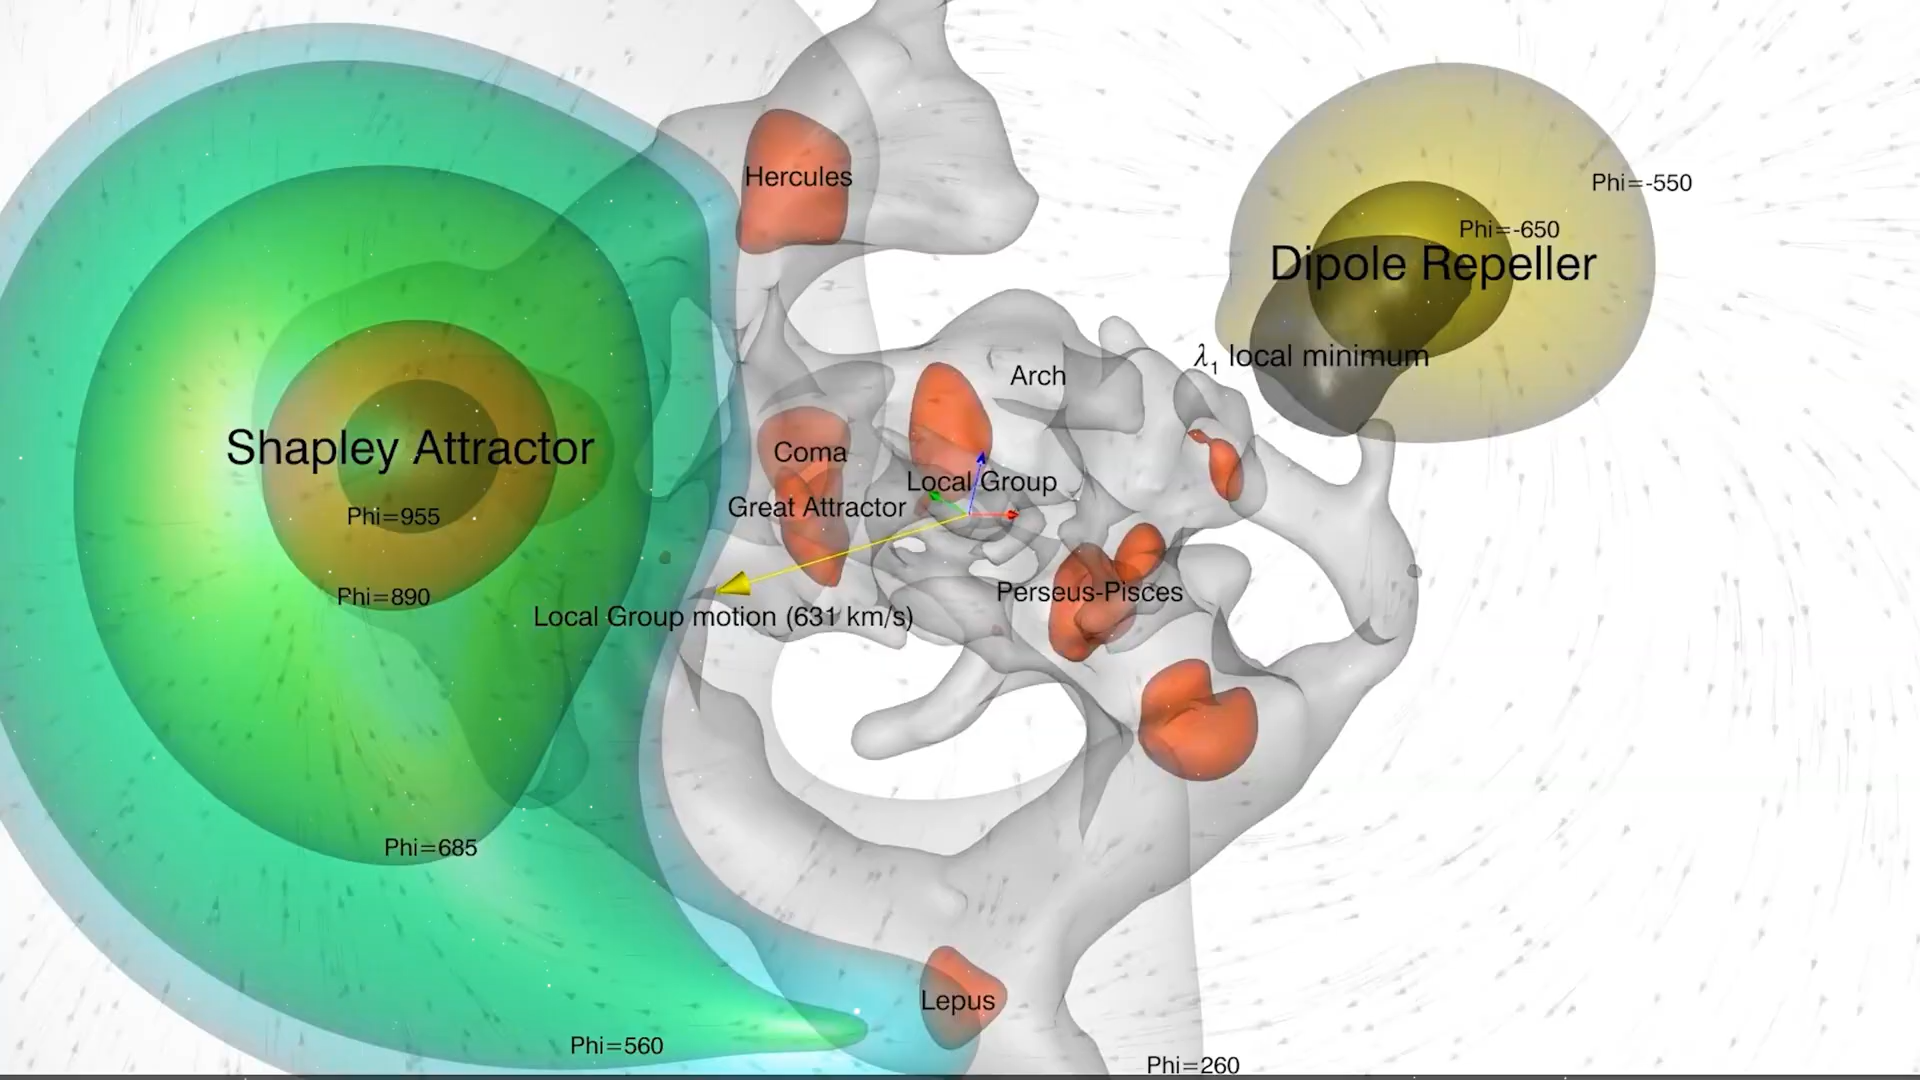 Hercules
Phi=-550
Phi=-650
Dipole Repeller
λ₁ local minimum
Arch
Shapley Attractor
Coma
Local Group
Great Attractor
Phi=955
Perseus-Pisces
Phi=890
Local Group motion (631 km/s)
Phi=685
Lepus
Phi=560
Phi=260